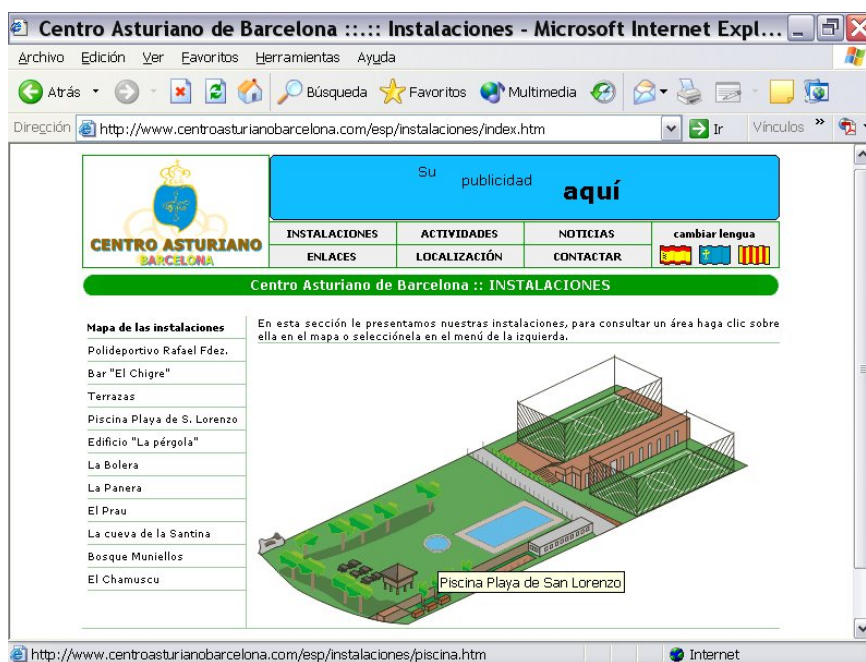 Centro Asturiano de Barcelona ::.:: Instalaciones - Microsoft Internet Expl...
Archivo Edición Ver Favoritos Herramientas Ayuda
Atrás Búsqueda Favoritos Multimedia
Dirección http://www.centroasturianobarcelona.com/esp/instalaciones/index.htm Ir Vínculos »
Su publicidad aquí
CENTRO ASTURIANO
BARCELONA
INSTALACIONES ACTIVIDADES NOTICIAS cambiar lengua
ENLACES LOCALIZACIÓN CONTACTAR
Centro Asturiano de Barcelona :: INSTALACIONES
Mapa de las instalaciones
Polideportivo Rafael Fdez.
Bar "El Chigre"
Terrazas
Piscina Playa de S. Lorenzo
Edificio "La pérgola"
La Bolera
La Panera
El Prau
La cueva de la Santina
Bosque Muniellos
El Chamuscu
En esta sección le presentamos nuestras instalaciones, para consultar un área haga clic sobre
ella en el mapa o selecciónela en el menú de la izquierda.
Piscina Playa de San Lorenzo
http://www.centroasturianobarcelona.com/esp/instalaciones/piscina.htm Internet